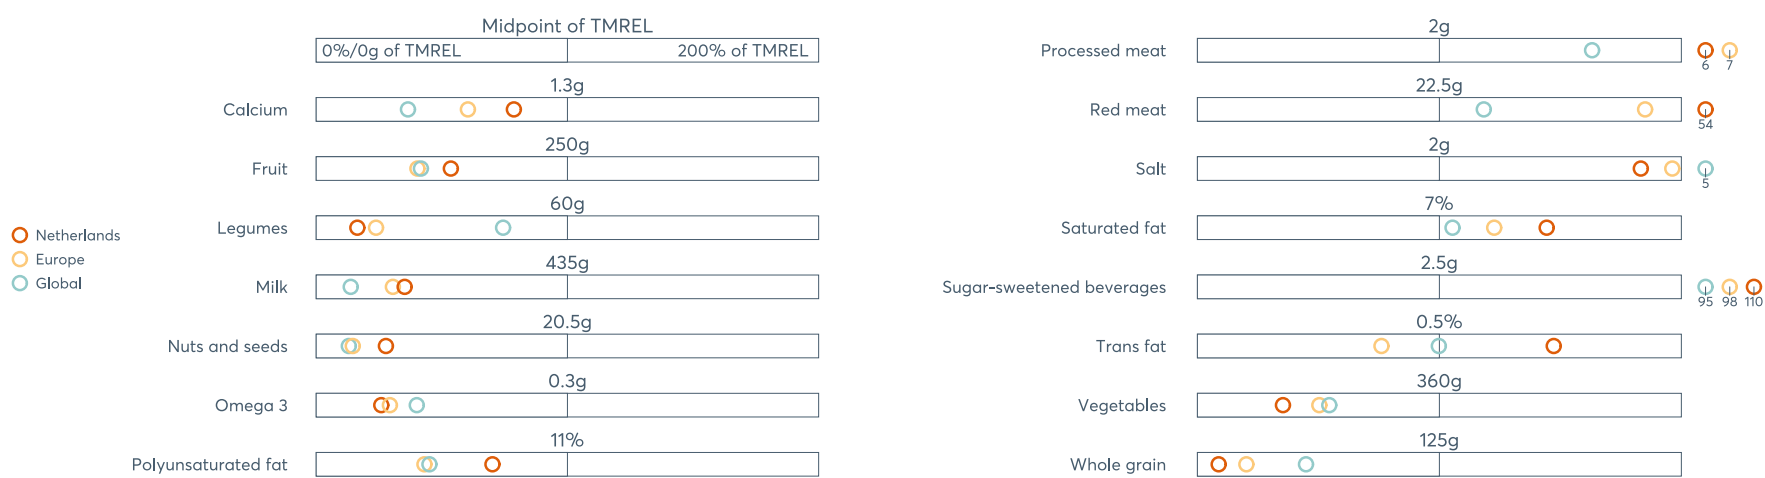 Midpoint of TMREL
0%/0g of TMREL 200% of TMREL
1.3g
Calcium
250g
Fruit
60g
Legumes
435g
Milk
20.5g
Nuts and seeds
0.3g
Omega 3
11%
Polyunsaturated fat
Netherlands
Europe
Global
2g
Processed meat
6 7
22.5g
Red meat
54
2g
Salt
5
7%
Saturated fat
2.5g
Sugar-sweetened beverages
95 98 110
0.5%
Trans fat
360g
Vegetables
125g
Whole grain